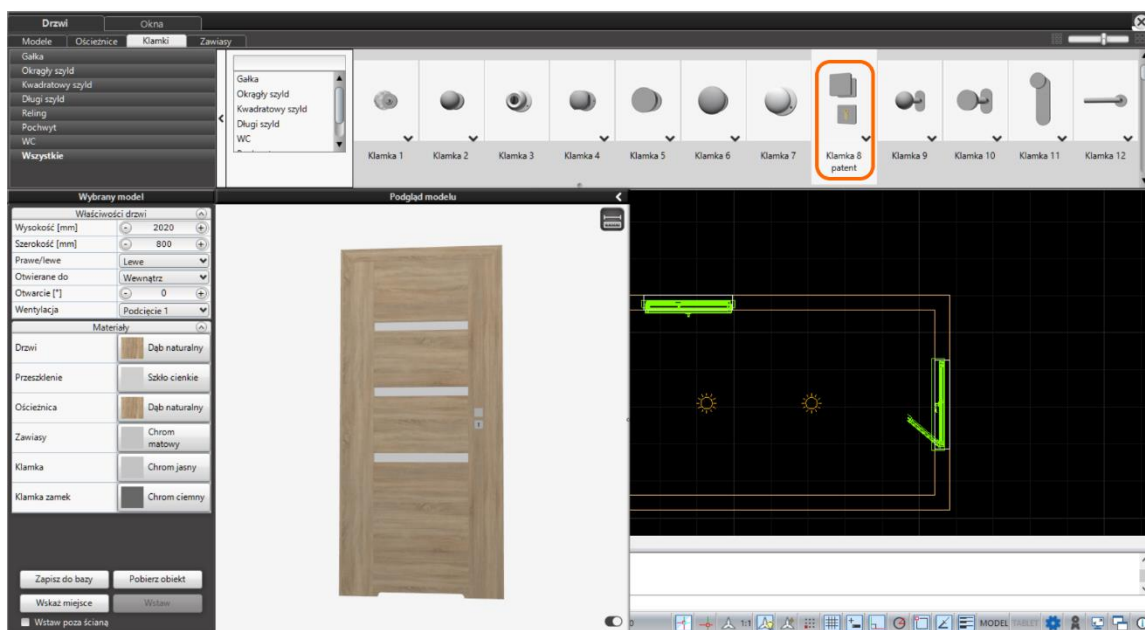 Drzwi
Okna
Modele
Ościeżnice
Klamki
Zawiasy
Gałka
Okrągły szyld
Kwadratowy szyld
Długi szyld
Reling
Pochwyt
WC
Wszystkie
Gałka
Okrągły szyld
Kwadratowy szyld
Długi szyld
WC
Klamka 1
Klamka 2
Klamka 3
Klamka 4
Klamka 5
Klamka 6
Klamka 7
Klamka 8
patent
Klamka 9
Klamka 10
Klamka 11
Klamka 12
Wybrany model
Podgląd modelu
Właściwości drzwi
Wysokość [mm] 2020
Szerokość [mm] 800
Prawe/lewe Lewe
Otwierane do Wewnątrz
Otwarcie [°] 0
Wentylacja Podcięcie 1
Materiały
Drzwi Dąb naturalny
Przeszklenie Szkło cienkie
Ościeżnica Dąb naturalny
Zawiasy Chrom
matowy
Klamka Chrom jasny
Klamka zamek Chrom ciemny
Zapisz do bazy
Pobierz obiekt
Wskaż miejsce
Wstaw
Wstaw poza ścianą
1:1
MODEL
TABLET